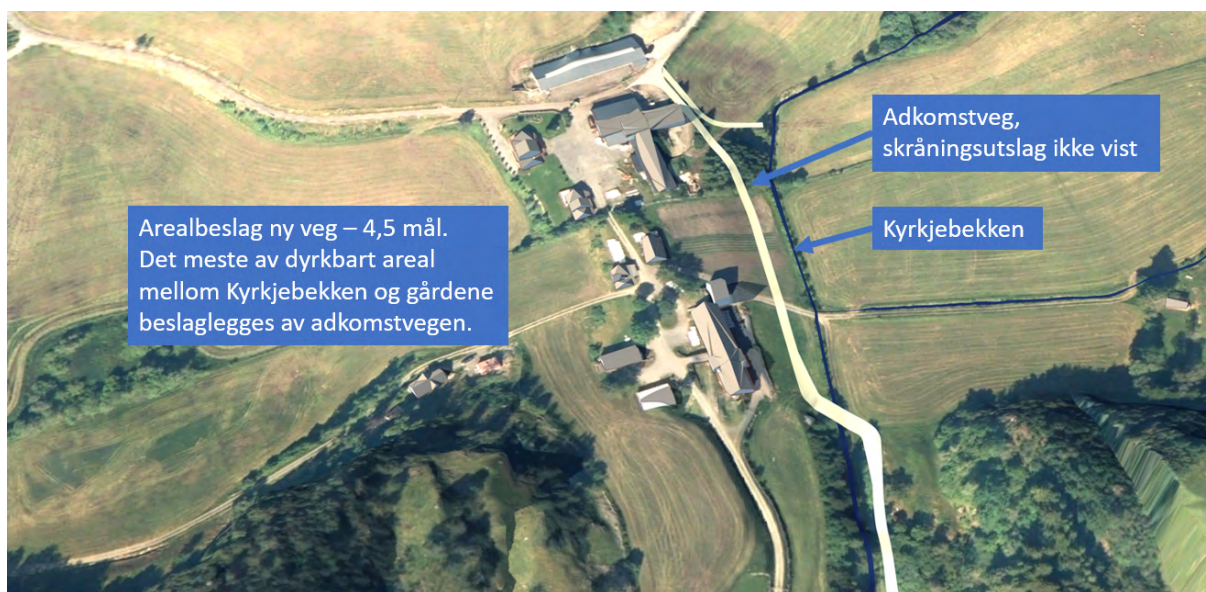 Adkomstveg,
skråningsutslag ikke vist
Arealbeslag ny veg – 4,5 mål.
Det meste av dyrkbart areal
mellom Kyrkjebekken og gårdene
beslaglegges av adkomstvegen.
Kyrkjebekken